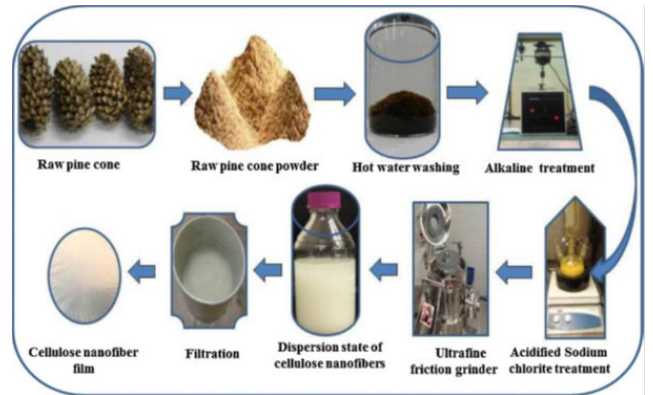 Raw pine cone
Raw pine cone powder
Hot water washing
Alkaline treatment
Cellulose nanofiber
film
Filtration
Dispersion state of
cellulose nanofibers
Ultrafine
friction grinder
Acidified Sodium
chlorite treatment